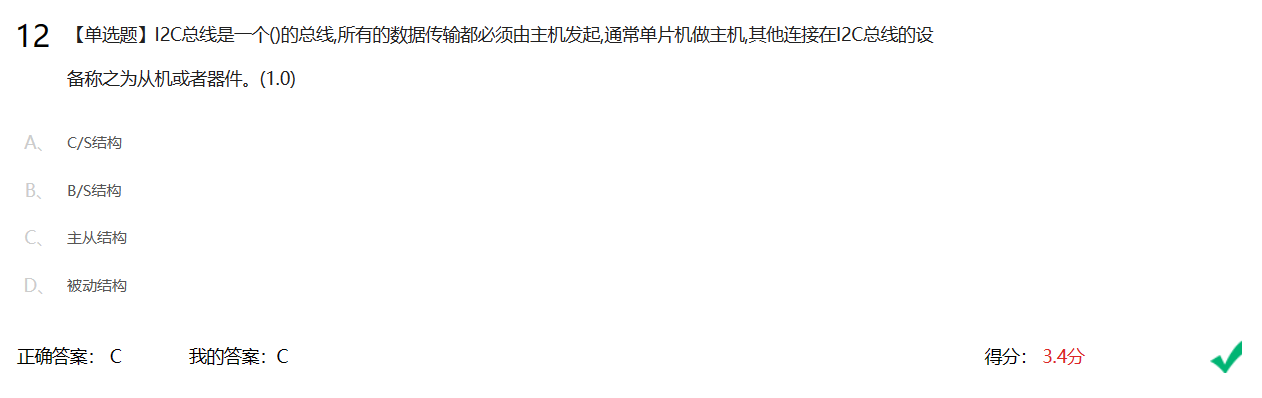 12 【单选题】I2C总线是一个()的总线,所有的数据传输都必须由主机发起,通常单片机做主机,其他连接在I2C总线的设
备称之为从机或者器件。(1.0)
A、 C/S结构
B、 B/S结构
C、 主从结构
D、 被动结构
正确答案： C 我的答案：C 得分： 3.4分